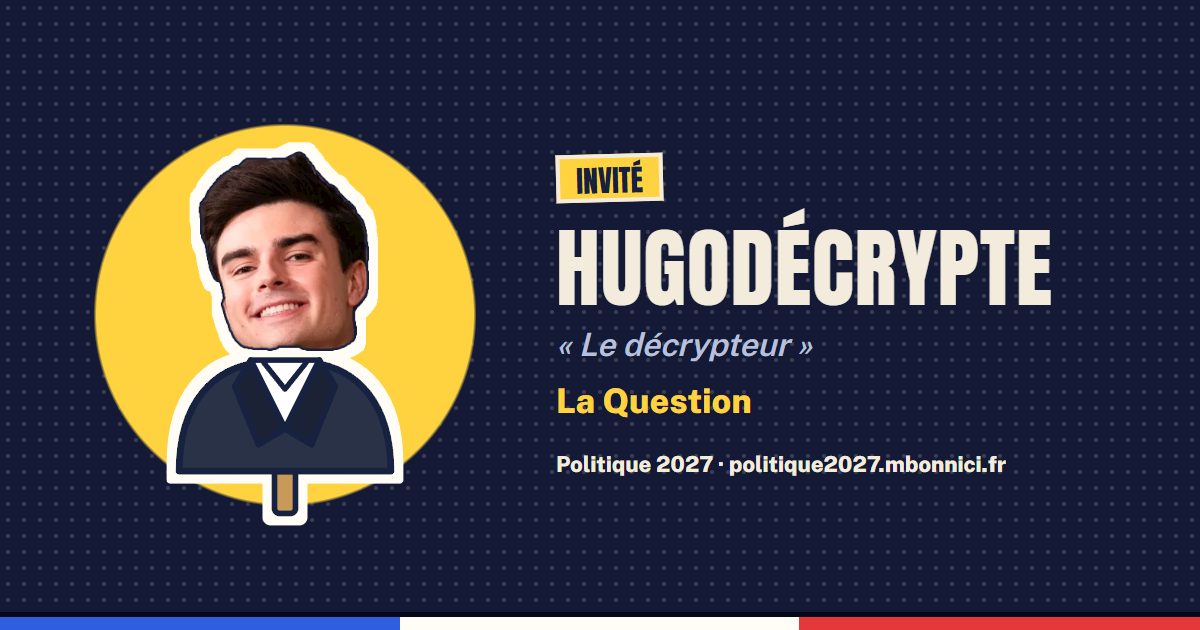 INVITÉ
HUGODÉCRYPTE
« Le décrypteur »
La Question
Politique 2027 · politique2027.mbonnici.fr